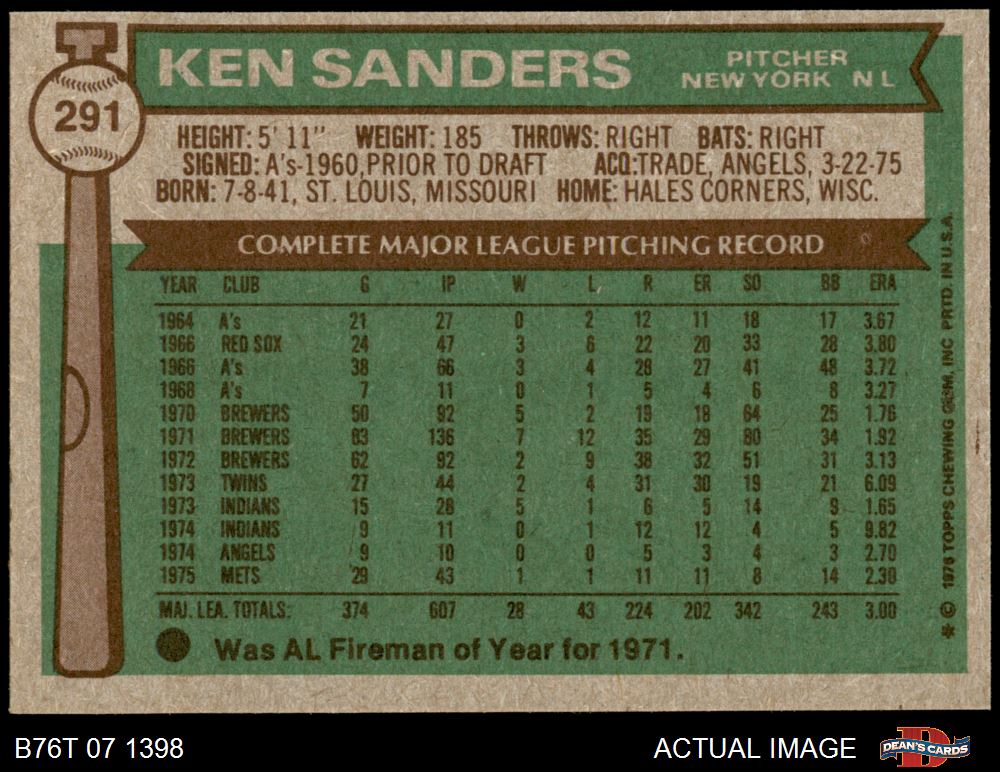 KEN SANDERS
PITCHER
NEW YORK N L
291
HEIGHT: 5' 11" WEIGHT: 185 THROWS: RIGHT BATS: RIGHT
SIGNED: A's-1960, PRIOR TO DRAFT ACQ: TRADE, ANGELS, 3-22-75
BORN: 7-8-41, ST. LOUIS, MISSOURI HOME: HALES CORNERS, WISC.
COMPLETE MAJOR LEAGUE PITCHING RECORD
YEAR CLUB G IP W L R ER SO BB ERA
1964 A's 21 27 0 2 12 11 18 17 3.67
1966 RED SOX 24 47 3 6 22 20 33 28 3.80
1966 A's 38 66 3 4 28 27 41 48 3.72
1968 A's 7 11 0 1 5 4 6 8 3.27
1970 BREWERS 50 92 5 2 19 18 64 25 1.76
1971 BREWERS 83 136 7 12 35 29 80 34 1.92
1972 BREWERS 62 92 2 9 38 32 51 31 3.13
1973 TWINS 27 44 2 4 31 30 19 21 6.09
1973 INDIANS 15 28 5 1 6 5 14 9 1.65
1974 INDIANS 9 11 0 1 12 12 4 5 9.82
1974 ANGELS 9 10 0 0 5 3 4 3 2.70
1975 METS 29 43 1 1 11 11 8 14 2.30
MAJ. LEA. TOTALS: 374 607 28 43 224 202 342 243 3.00
Was AL Fireman of Year for 1971.
* © 1976 TOPPS CHEWING GUM, INC PRTD. IN U.S.A.
B76T 07 1398
ACTUAL IMAGE
DEAN'S CARDS